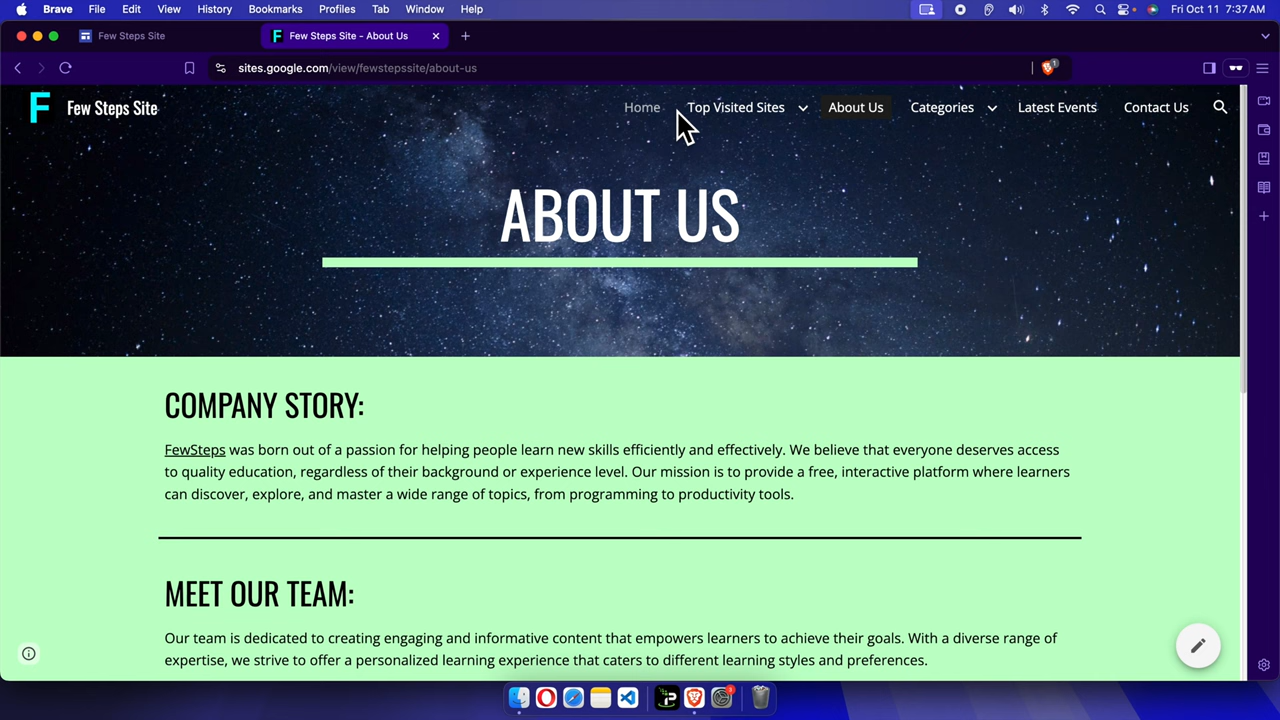 Brave File Edit View History Bookmarks Profiles Tab Window Help Fri Oct 11 7:37 AM
Few Steps Site
F Few Steps Site - About Us
sites.google.com/view/fewstepssite/about-us 1
F Few Steps Site Home Top Visited Sites About Us Categories Latest Events Contact Us
ABOUT US
COMPANY STORY:
FewSteps was born out of a passion for helping people learn new skills efficiently and effectively. We believe that everyone deserves access
to quality education, regardless of their background or experience level. Our mission is to provide a free, interactive platform where learners
can discover, explore, and master a wide range of topics, from programming to productivity tools.
MEET OUR TEAM:
Our team is dedicated to creating engaging and informative content that empowers learners to achieve their goals. With a diverse range of
expertise, we strive to offer a personalized learning experience that caters to different learning styles and preferences.